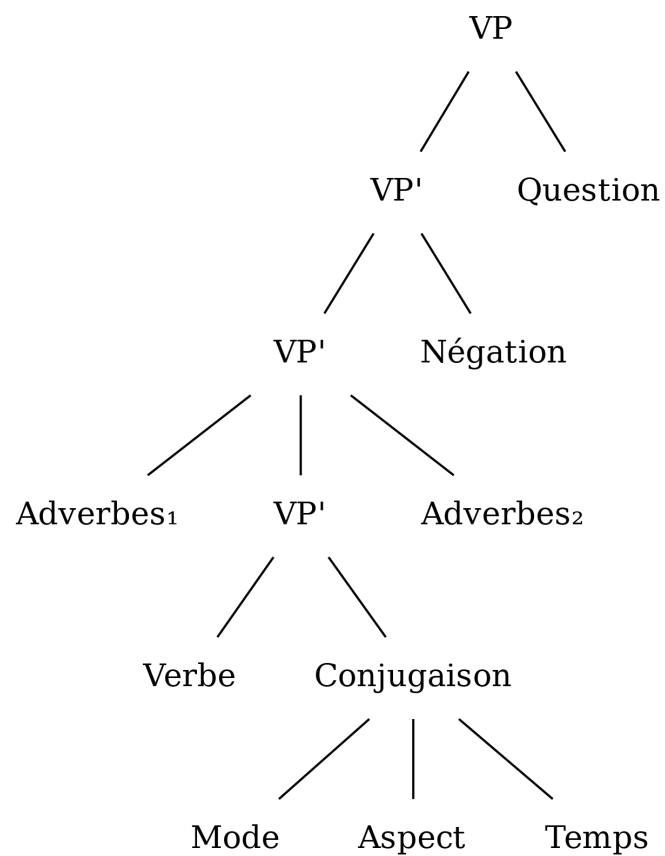 VP
VP' Question
VP' Négation
Adverbes₁ VP' Adverbes₂
Verbe Conjugaison
Mode Aspect Temps